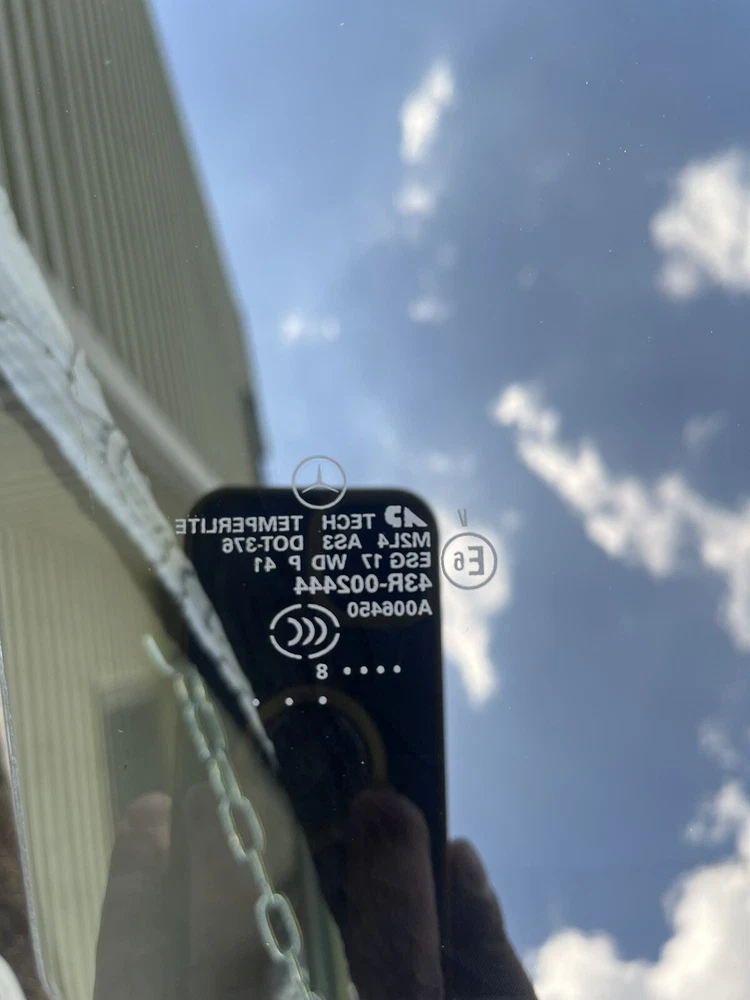 AP TECH TEMPERLITE
M2L4 AS3 DOT-376
ESG 17 WD P 41
43R-002444
A006450
V
E6
.... 8
. . .